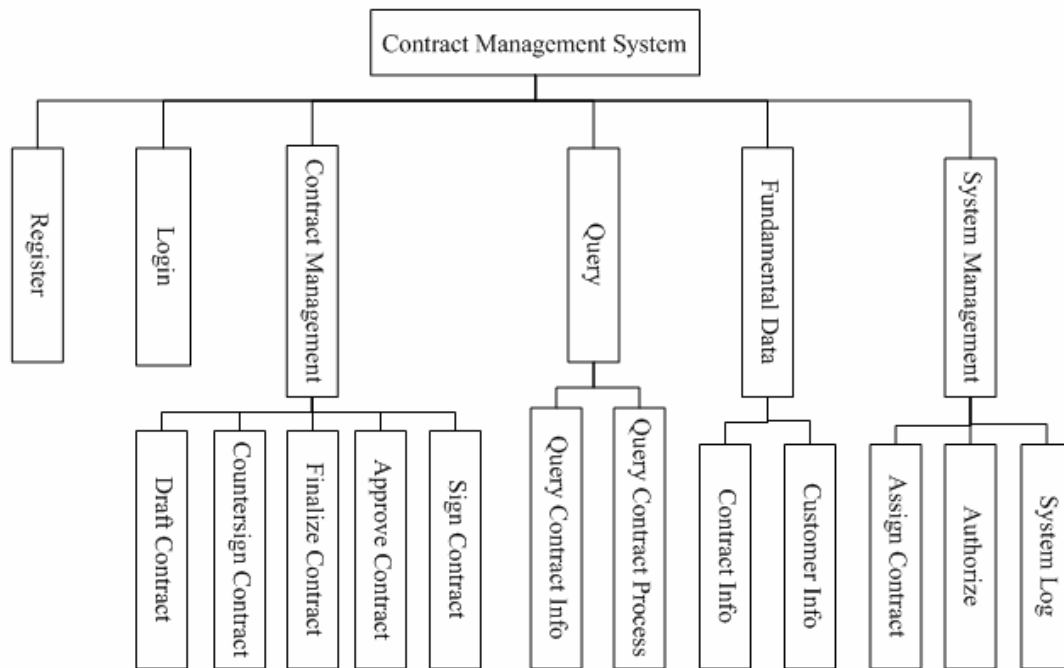 Contract Management System
Register
Login
Contract Management
Query
Fundamental Data
System Management
Draft Contract
Countersign Contract
Finalize Contract
Approve Contract
Sign Contract
Query Contract Info
Query Contract Process
Contract Info
Customer Info
Assign Contract
Authorize
System Log